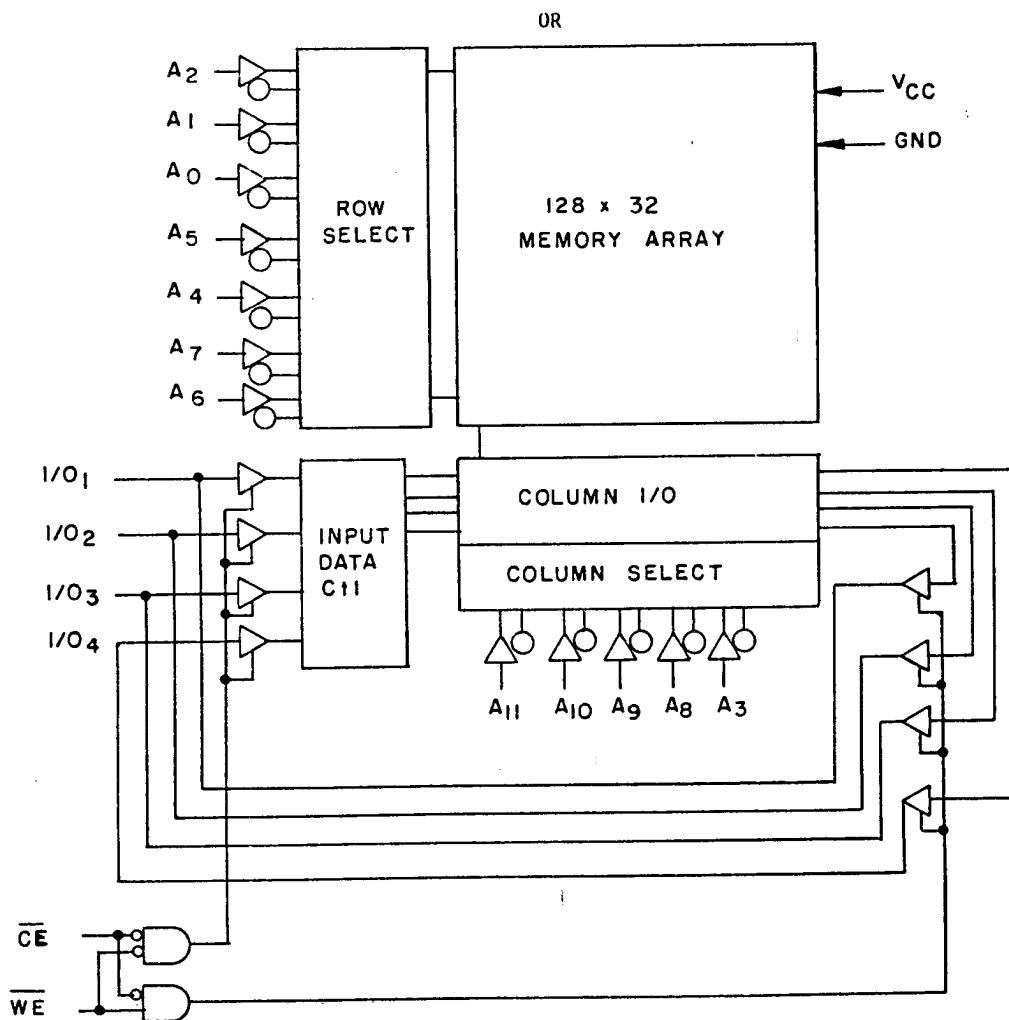 OR
A2
A1
A0
A5
A4
A7
A6
ROW
SELECT
128 x 32
MEMORY ARRAY
VCC
GND
I/O1
I/O2
I/O3
I/O4
INPUT
DATA
Ctl
COLUMN I/O
COLUMN SELECT
A11
A10
A9
A8
A3
CE
WE